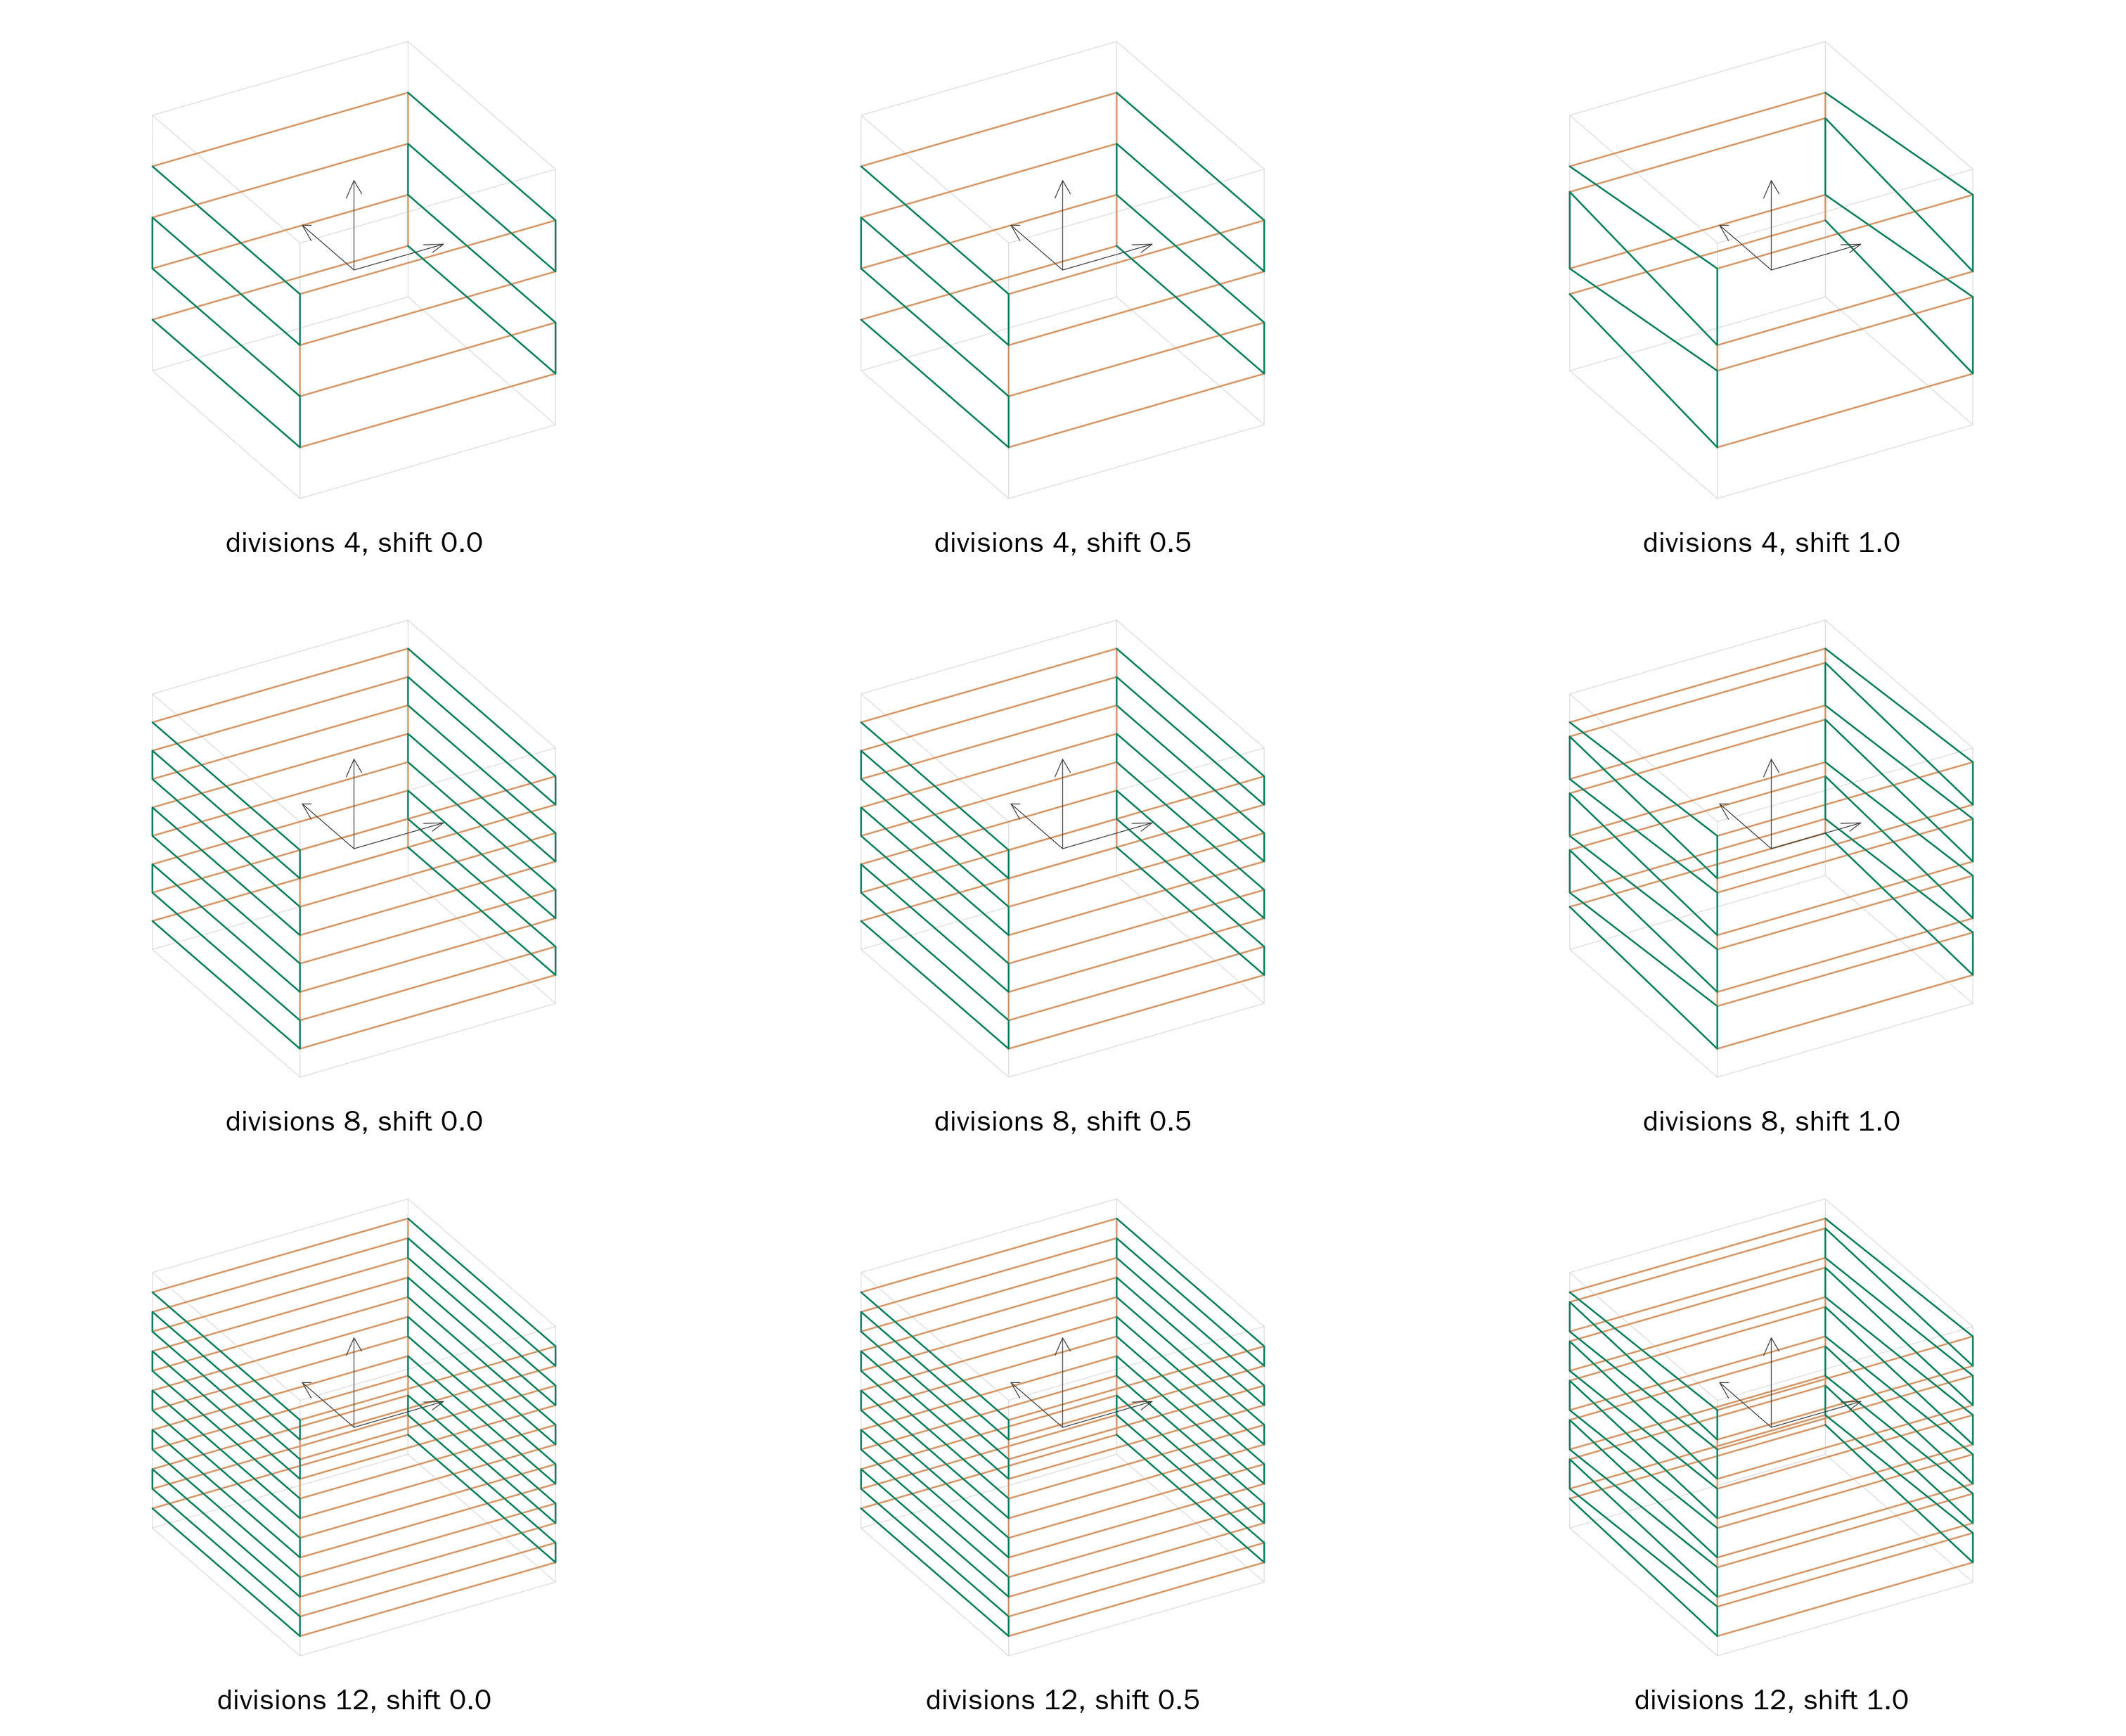 divisions 4, shift 0.0
divisions 4, shift 0.5
divisions 4, shift 1.0
divisions 8, shift 0.0
divisions 8, shift 0.5
divisions 8, shift 1.0
divisions 12, shift 0.0
divisions 12, shift 0.5
divisions 12, shift 1.0